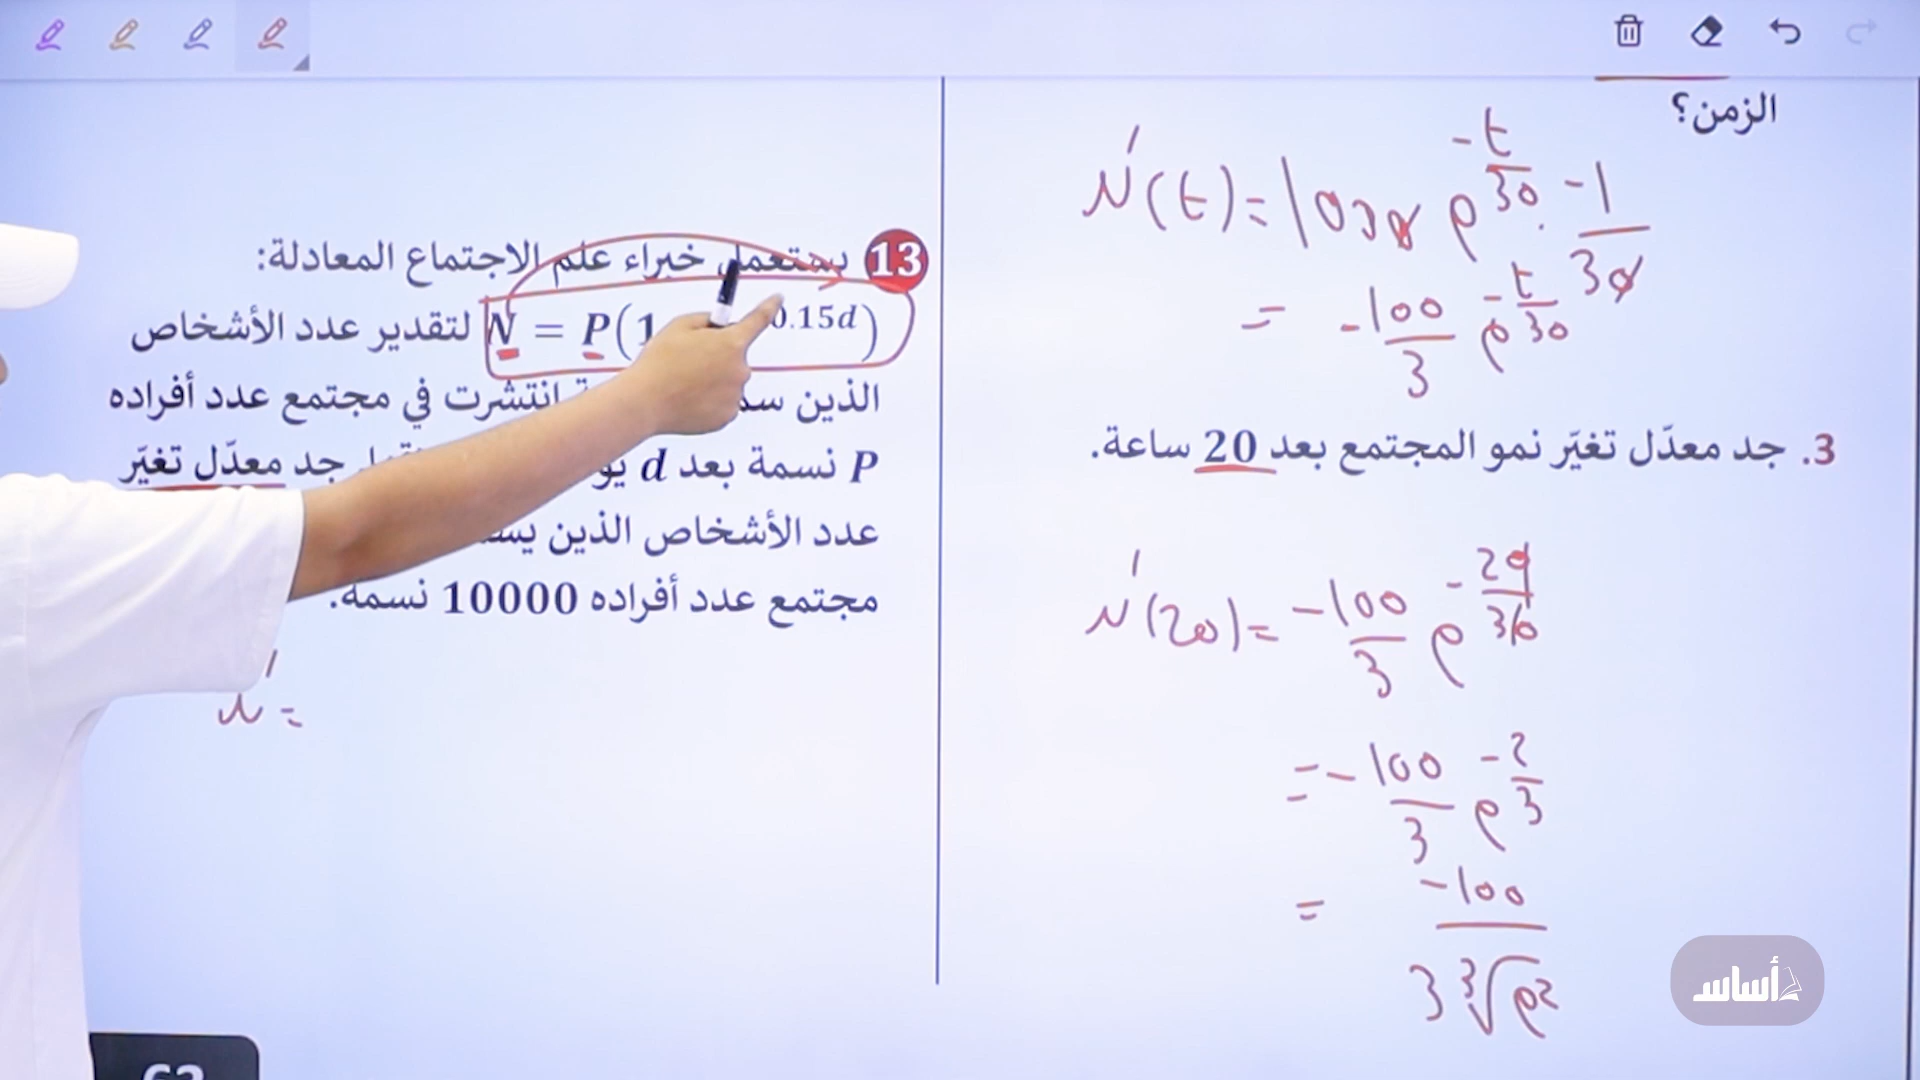 الزمن؟
N'(t) = 1000 e^{-t/30} · -1/30
= -100/3 e^{-t/30}
3. جد معدّل تغيّر نمو المجتمع بعد 20 ساعة.
N'(20) = -100/3 e^{-20/30}
= -100/3 e^{-2/3}
= -100/(3∛e²)
13 يستعمل خبراء علم الاجتماع المعادلة:
N = P(1 0.15d) لتقدير عدد الأشخاص
الذين انتشرت في مجتمع عدد أفراده
P نسمة بعد d جد معدّل تغيّر
عدد الأشخاص الذين
مجتمع عدد أفراده 10000 نسمة.
N' =
أساس